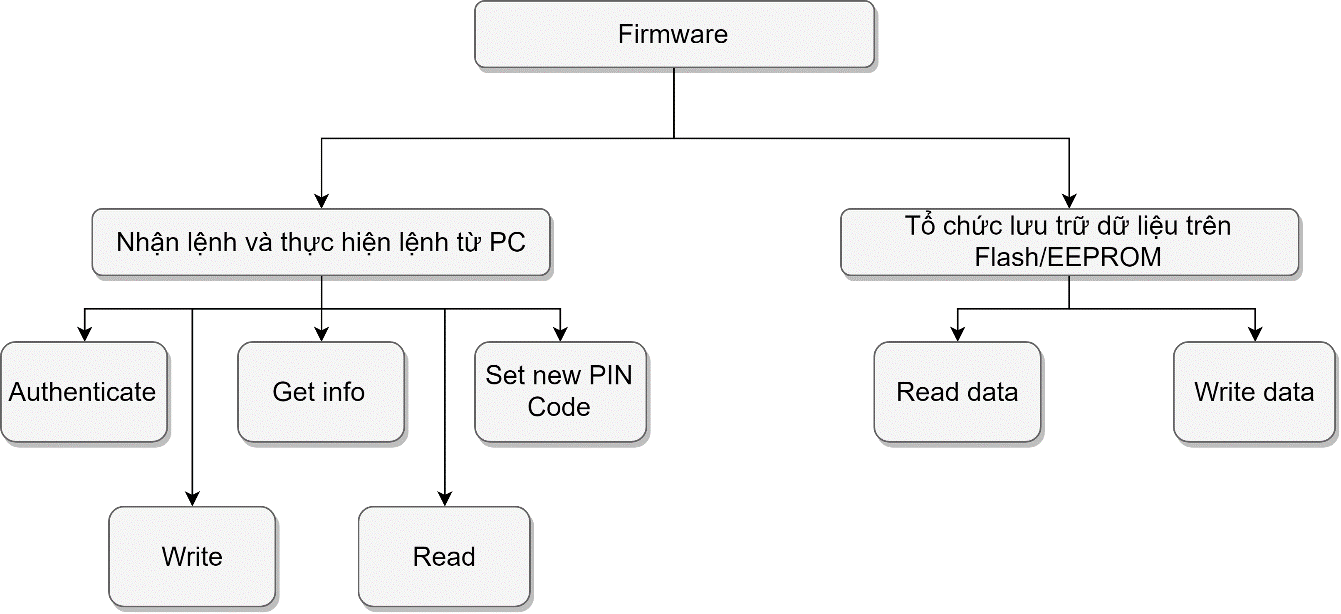 Firmware
Nhận lệnh và thực hiện lệnh từ PC
Tổ chức lưu trữ dữ liệu trên
Flash/EEPROM
Authenticate
Get info
Set new PIN
Code
Read data
Write data
Write
Read